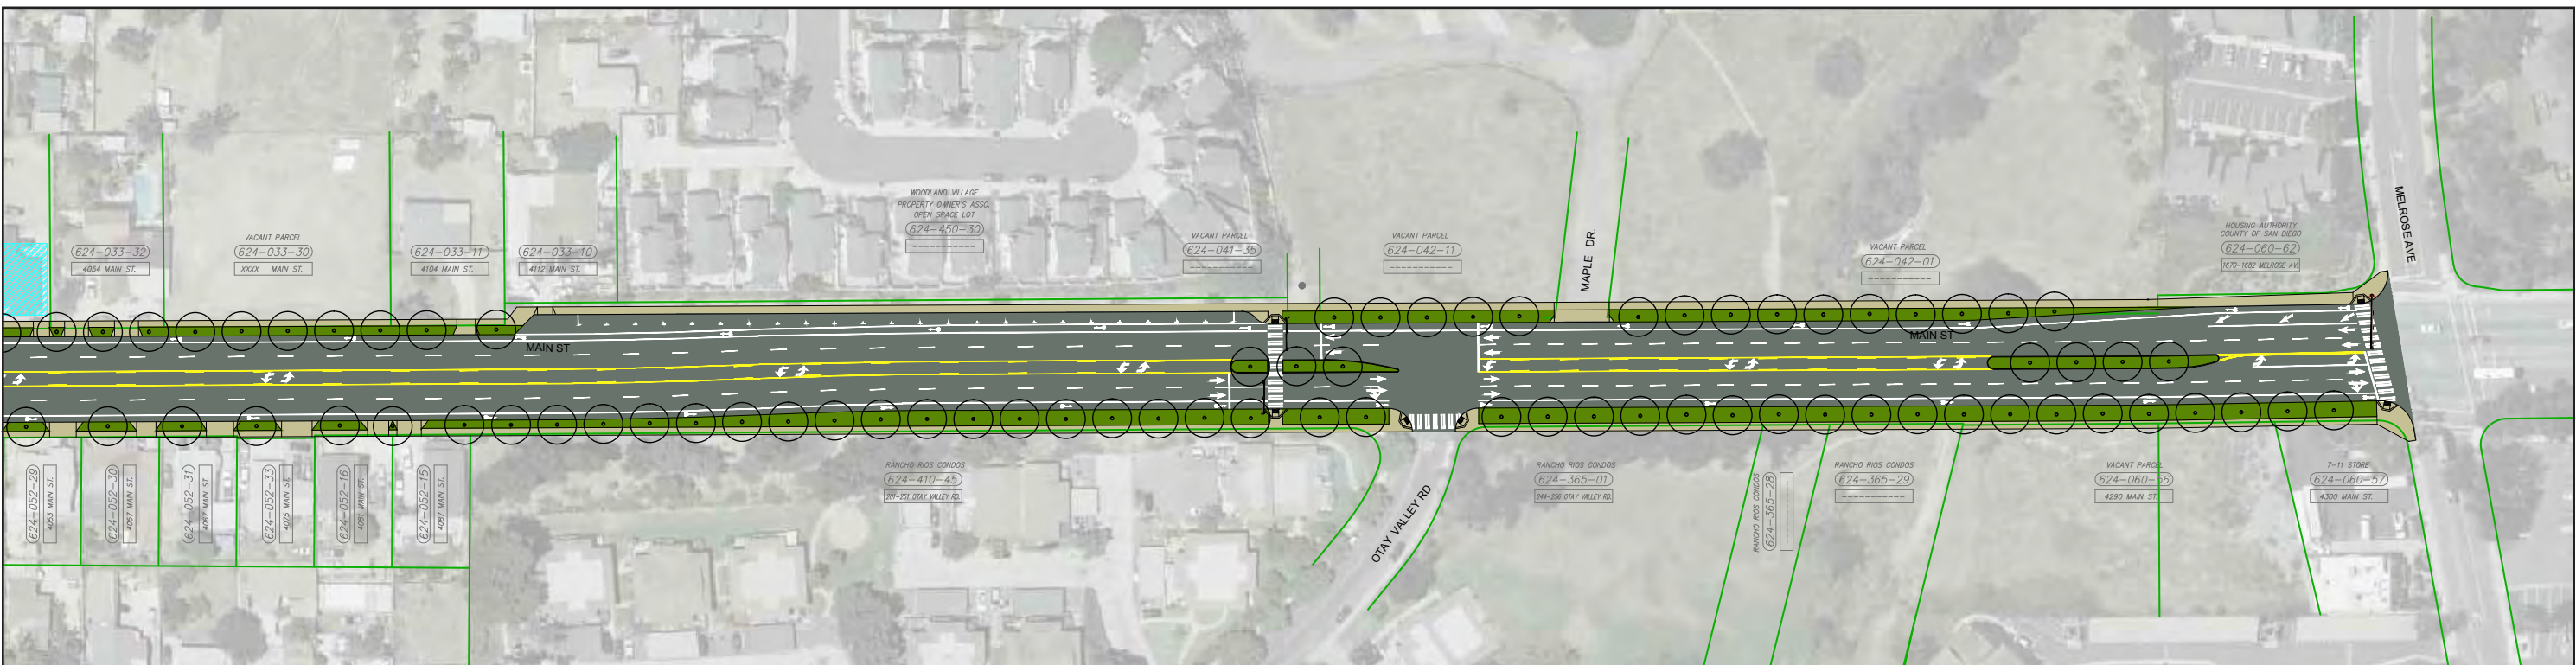 624-033-32
4054 MAIN ST.
VACANT PARCEL
624-033-30
XXXX MAIN ST.
624-033-11
4104 MAIN ST.
624-033-10
4112 MAIN ST.
WOODLAND VILLAGE
PROPERTY OWNER'S ASSO.
OPEN SPACE LOT
624-450-30
VACANT PARCEL
624-041-35
VACANT PARCEL
624-042-11
MAPLE DR.
VACANT PARCEL
624-042-01
HOUSING AUTHORITY
COUNTY OF SAN DIEGO
624-060-62
1670-1682 MELROSE AV.
MELROSE AVE
MAIN ST
MAIN ST
624-052-29
4053 MAIN ST.
624-052-30
4057 MAIN ST.
624-052-31
4067 MAIN ST.
624-052-33
4075 MAIN ST.
624-052-16
4081 MAIN ST.
624-052-15
4087 MAIN ST.
RANCHO RIOS CONDOS
624-410-45
201-251 OTAY VALLEY RD.
OTAY VALLEY RD
RANCHO RIOS CONDOS
624-365-01
244-256 OTAY VALLEY RD.
RANCHO RIOS CONDOS
624-365-28
RANCHO RIOS CONDOS
624-365-29
VACANT PARCEL
624-060-56
4290 MAIN ST.
7-11 STORE
624-060-57
4300 MAIN ST.